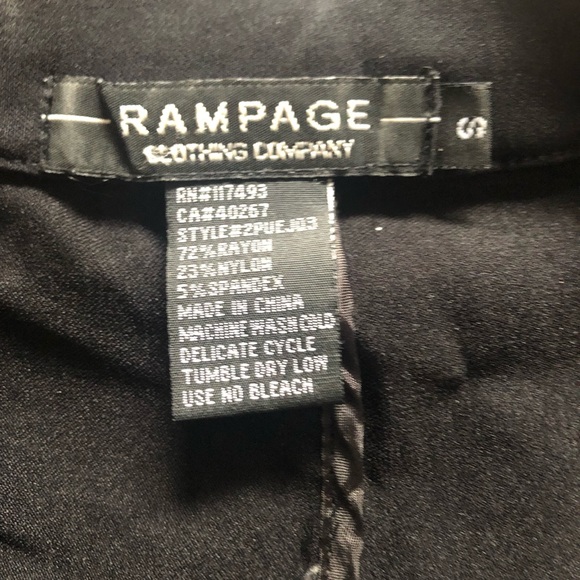 RAMPAGE
CLOTHING COMPANY
S
RN#117493
CA#40267
STYLE#2PUEJ03
72%RAYON
23%NYLON
5%SPANDEX
MADE IN CHINA
MACHINE WASH COLD
DELICATE CYCLE
TUMBLE DRY LOW
USE NO BLEACH